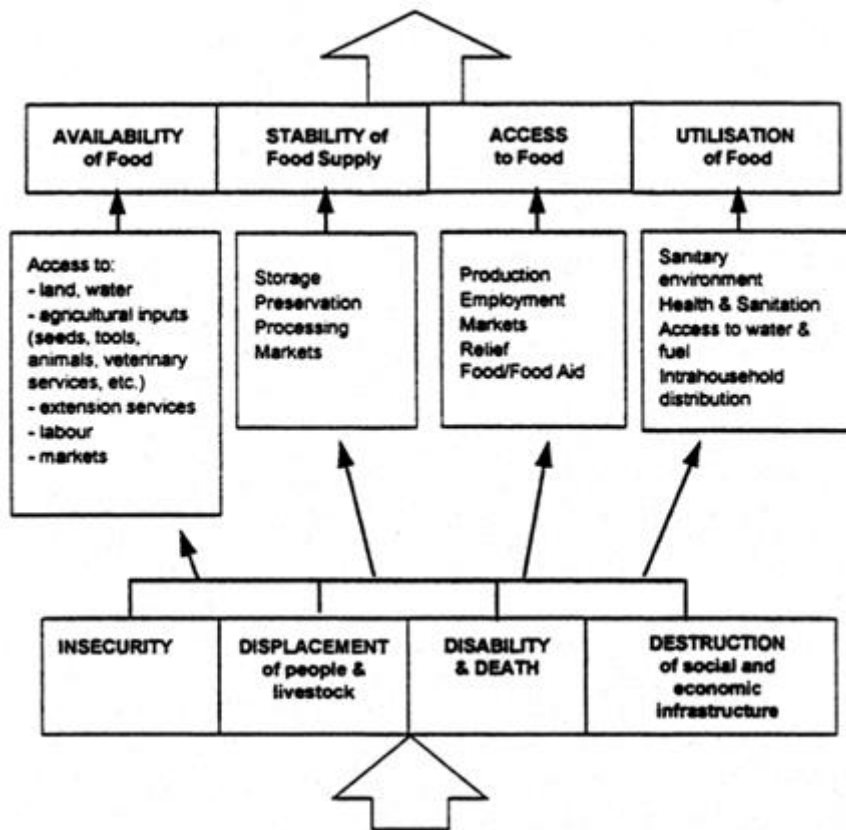 AVAILABILITY
of Food
STABILITY of
Food Supply
ACCESS
to Food
UTILISATION
of Food
Access to:
- land, water
- agricultural inputs
(seeds, tools,
animals, veterinary
services, etc.)
- extension services
- labour
- markets
Storage
Preservation
Processing
Markets
Production
Employment
Markets
Relief
Food/Food Aid
Sanitary
environment
Health & Sanitation
Access to water &
fuel
Intrahousehold
distribution
INSECURITY
DISPLACEMENT
of people &
livestock
DISABILITY
& DEATH
DESTRUCTION
of social and
economic
infrastructure